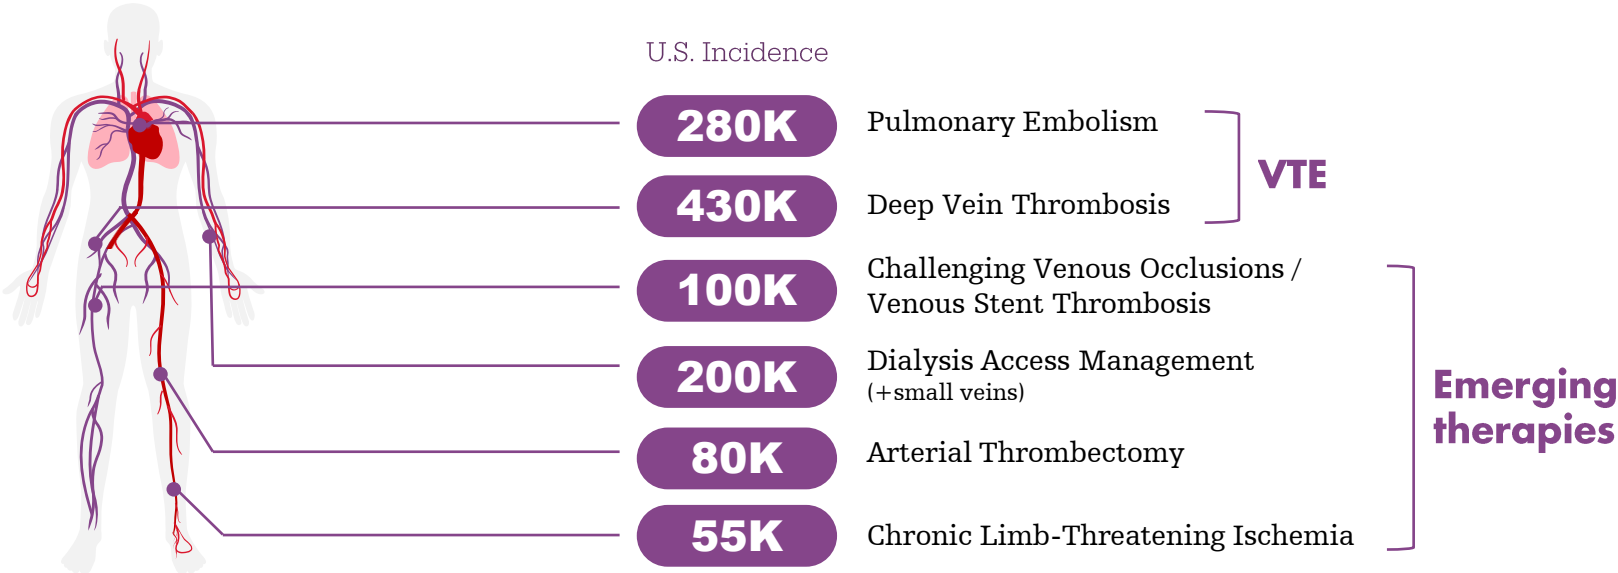 U.S. Incidence
280K Pulmonary Embolism
VTE
430K Deep Vein Thrombosis
100K Challenging Venous Occlusions /
Venous Stent Thrombosis
200K Dialysis Access Management
(+small veins)
Emerging
therapies
80K Arterial Thrombectomy
55K Chronic Limb-Threatening Ischemia